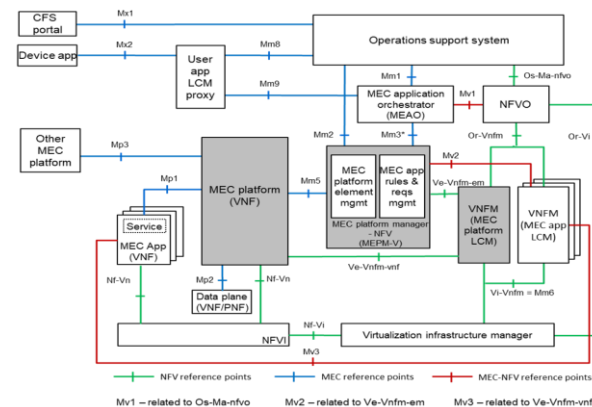 CFS
portal
Mx1
Operations support system
Device app
Mx2
User
app
LCM
proxy
Mm8
Mm9
Mm1
Os-Ma-nfvo
MEC application
orchestrator
(MEAO)
Mv1
NFVO
Other
MEC
platform
Mp3
Mm2
Mm3*
Or-Vnfm
Or-Vi
MEC platform
(VNF)
Mm5
MEC
platform
element
mgmt
MEC app
rules &
reqs mgmt
MEC platform manager
- NFV
(MEPM-V)
Mv2
Ve-Vnfm-em
VNFM
(MEC
platform
LCM)
VNFM
(MEC app
LCM)
Mp1
Service
MEC App
(VNF)
Nf-Vn
Mp2
Nf-Vn
Ve-Vnfm-vnf
Data plane
(VNF/PNF)
Vi-Vnfm = Mm6
NFVI
Nf-Vi
Virtualization infrastructure manager
Mv3
NFV reference points
MEC reference points
MEC-NFV reference points
Mv1 – related to Os-Ma-nfvo
Mv2 – related to Ve-Vnfm-em
Mv3 – related to Ve-Vnfm-vnf